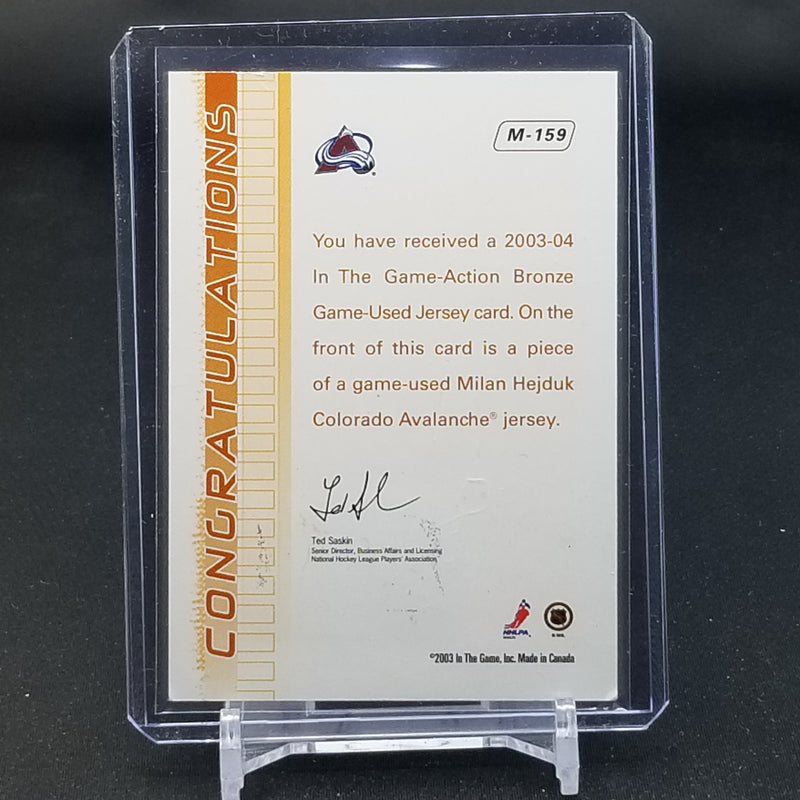 CONGRATULATIONS
M-159
You have received a 2003-04
In The Game-Action Bronze
Game-Used Jersey card. On the
front of this card is a piece
of a game-used Milan Hejduk
Colorado Avalanche® jersey.
Ted Saskin
Senior Director, Business Affairs and Licensing
National Hockey League Players' Association
NHLPA
© NHL
©2003 In The Game, Inc. Made in Canada